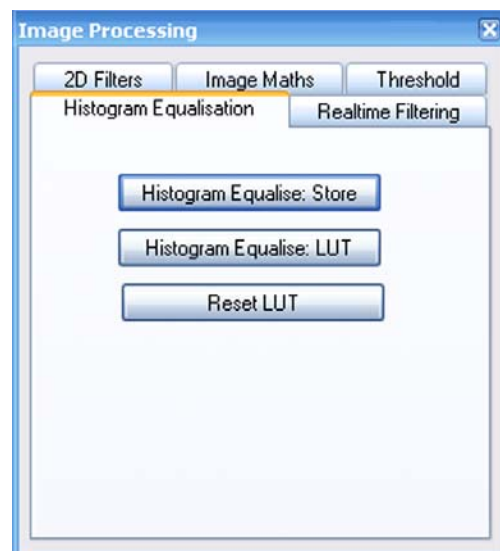 Image Processing
2D Filters Image Maths Threshold
Histogram Equalisation Realtime Filtering
Histogram Equalise: Store
Histogram Equalise: LUT
Reset LUT